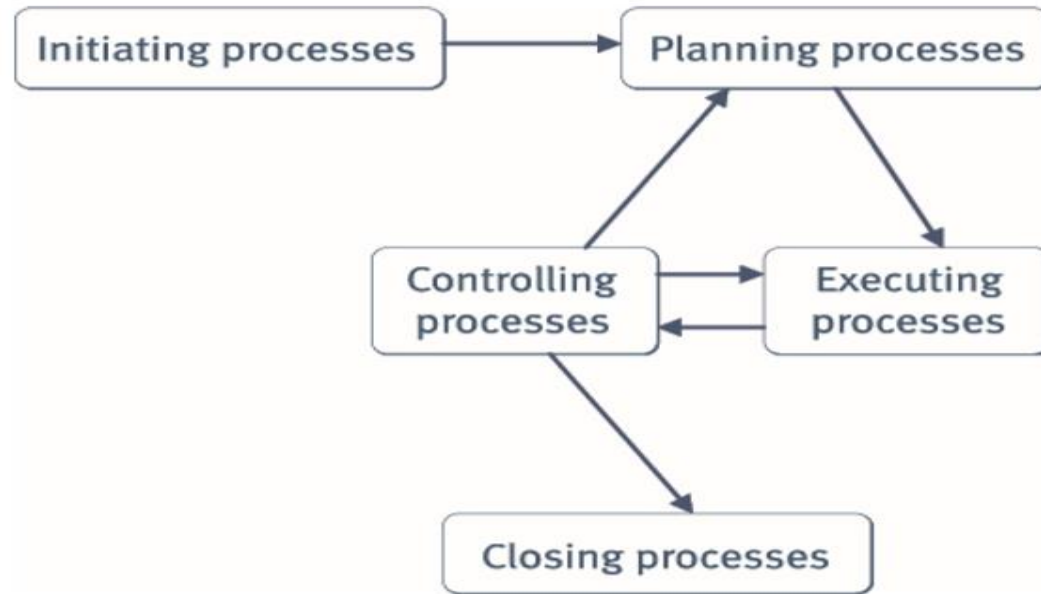 Initiating processes
Planning processes
Controlling
processes
Executing
processes
Closing processes